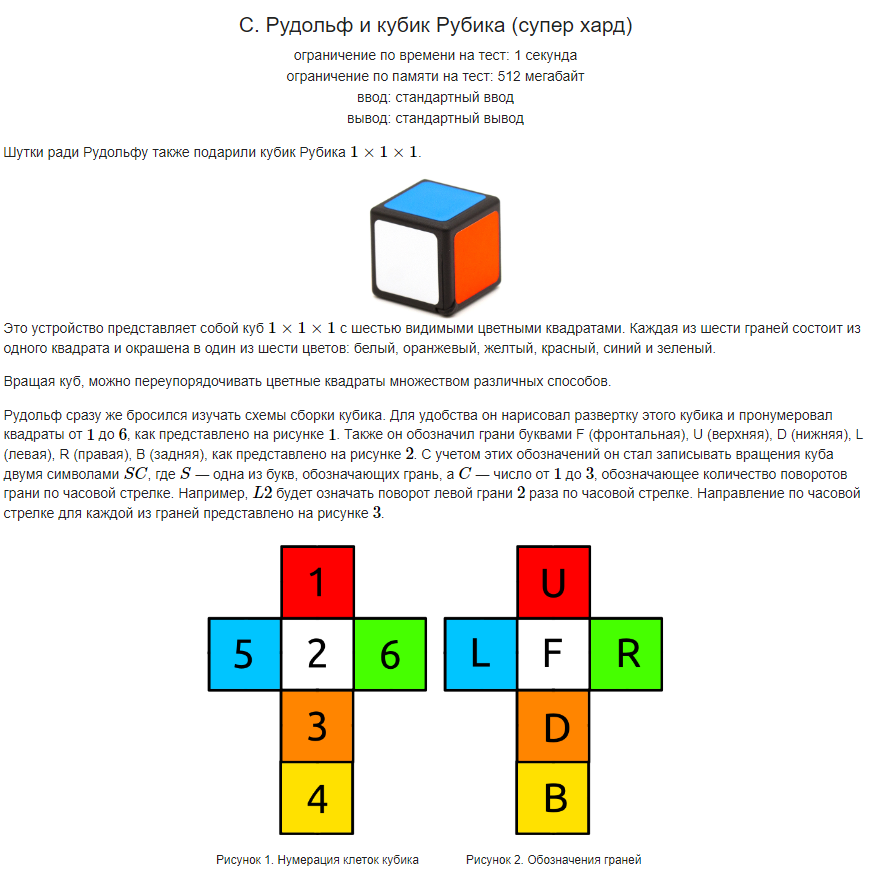 С. Рудольф и кубик Рубика (супер хард)
ограничение по времени на тест: 1 секунда
ограничение по памяти на тест: 512 мегабайт
ввод: стандартный ввод
вывод: стандартный вывод
Шутки ради Рудольфу также подарили кубик Рубика 1 × 1 × 1.
Это устройство представляет собой куб 1 × 1 × 1 с шестью видимыми цветными квадратами. Каждая из шести граней состоит из
одного квадрата и окрашена в один из шести цветов: белый, оранжевый, желтый, красный, синий и зеленый.
Вращая куб, можно переупорядочивать цветные квадраты множеством различных способов.
Рудольф сразу же бросился изучать схемы сборки кубика. Для удобства он нарисовал развертку этого кубика и пронумеровал
квадраты от 1 до 6, как представлено на рисунке 1. Также он обозначил грани буквами F (фронтальная), U (верхняя), D (нижняя), L
(левая), R (правая), B (задняя), как представлено на рисунке 2. С учетом этих обозначений он стал записывать вращения куба
двумя символами SC, где S — одна из букв, обозначающих грань, а C — число от 1 до 3, обозначающее количество поворотов
грани по часовой стрелке. Например, L2 будет означать поворот левой грани 2 раза по часовой стрелке. Направление по часовой
стрелке для каждой из граней представлено на рисунке 3.
1 U
5 2 6 L F R
3 D
4 B
Рисунок 1. Нумерация клеток кубика Рисунок 2. Обозначения граней